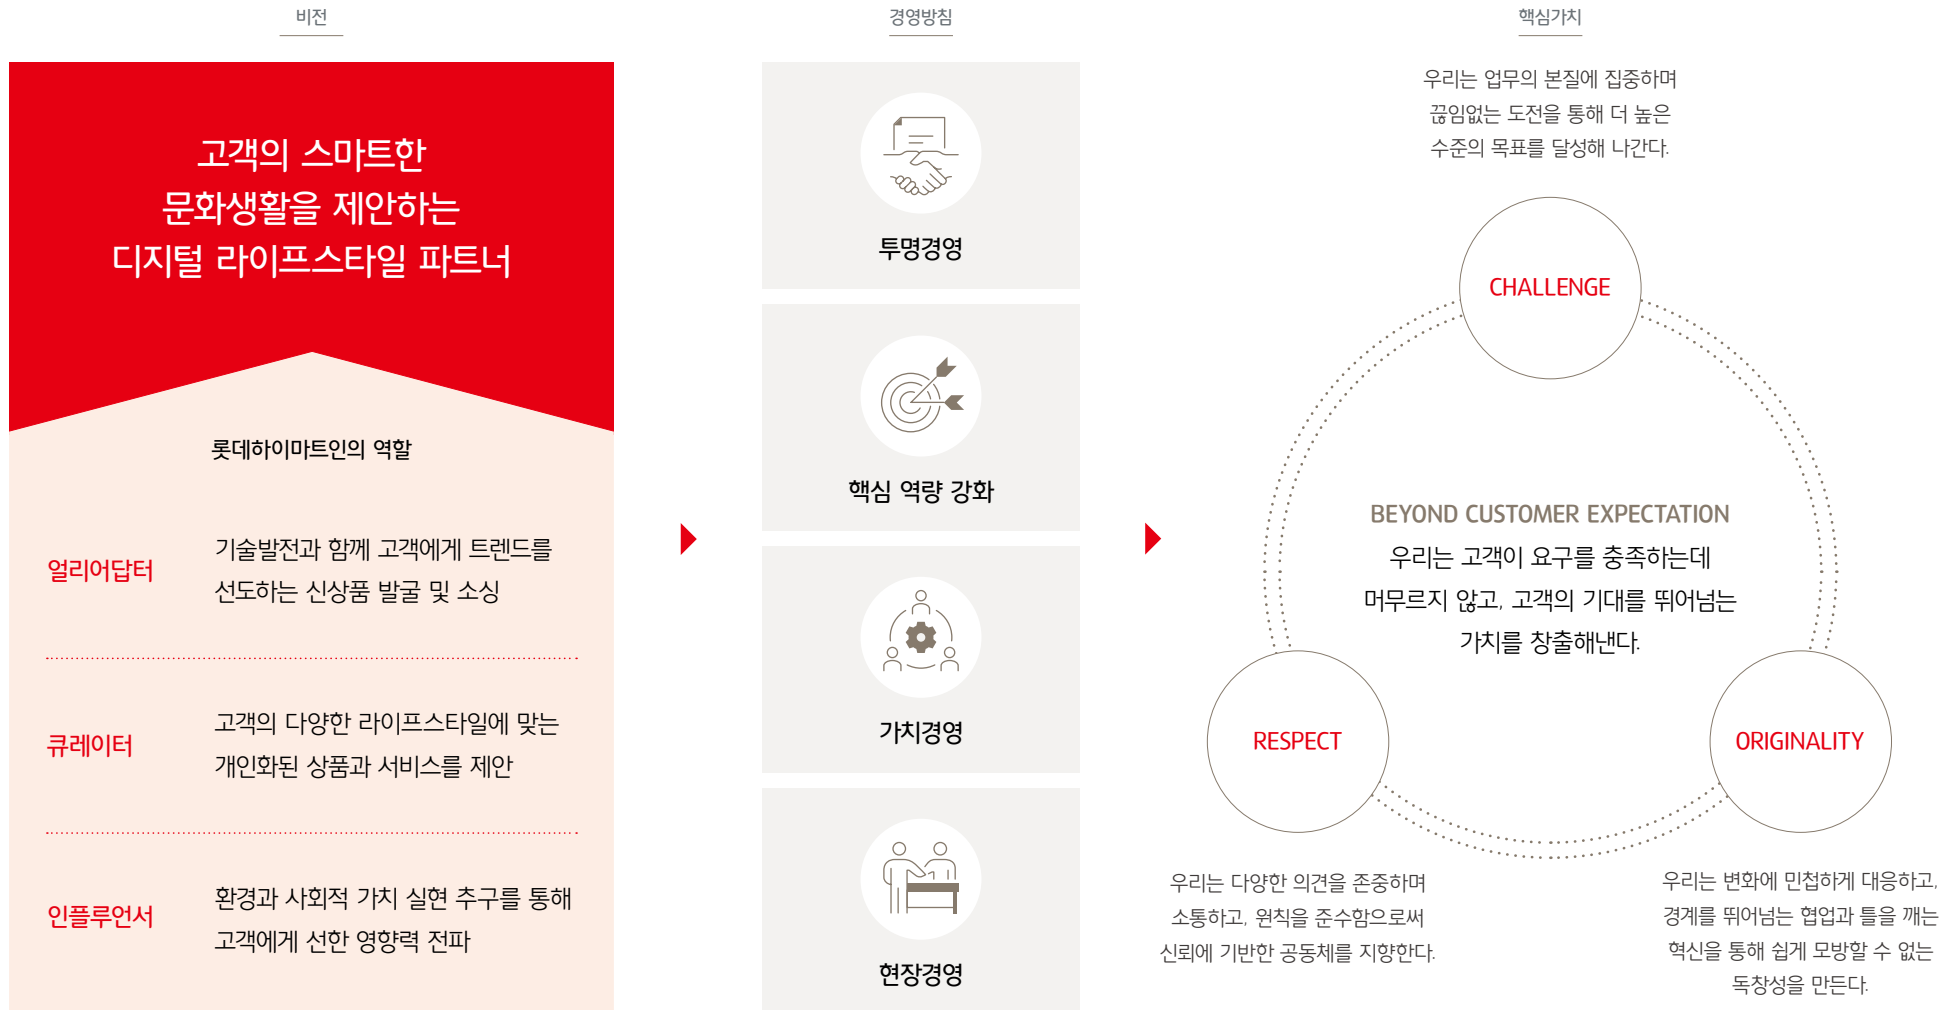 비전
고객의 스마트한
문화생활을 제안하는
디지털 라이프스타일 파트너
롯데하이마트인의 역할
얼리어답터
기술발전과 함께 고객에게 트렌드를
선도하는 신상품 발굴 및 소싱
큐레이터
고객의 다양한 라이프스타일에 맞는
개인화된 상품과 서비스를 제안
인플루언서
환경과 사회적 가치 실현 추구를 통해
고객에게 선한 영향력 전파
경영방침
투명경영
핵심 역량 강화
가치경영
현장경영
핵심가치
우리는 업무의 본질에 집중하며
끊임없는 도전을 통해 더 높은
수준의 목표를 달성해 나간다.
CHALLENGE
BEYOND CUSTOMER EXPECTATION
우리는 고객이 요구를 충족하는데
머무르지 않고, 고객의 기대를 뛰어넘는
가치를 창출해낸다.
RESPECT
우리는 다양한 의견을 존중하며
소통하고, 원칙을 준수함으로써
신뢰에 기반한 공동체를 지향한다.
ORIGINALITY
우리는 변화에 민첩하게 대응하고,
경계를 뛰어넘는 협업과 틀을 깨는
혁신을 통해 쉽게 모방할 수 없는
독창성을 만든다.